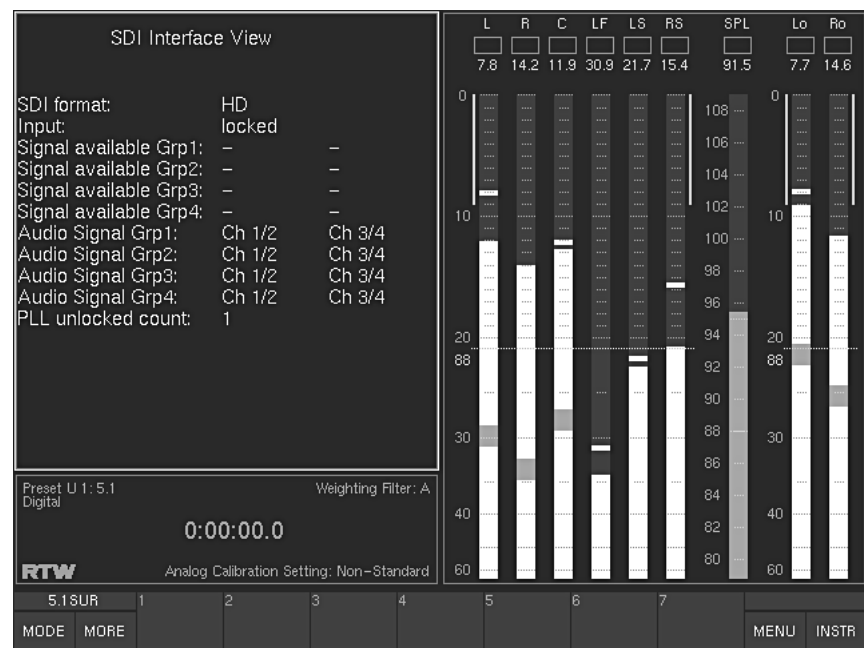 SDI Interface View
SDI format: HD
Input: locked
Signal available Grp1: – –
Signal available Grp2: – –
Signal available Grp3: – –
Signal available Grp4: – –
Audio Signal Grp1: Ch 1/2 Ch 3/4
Audio Signal Grp2: Ch 1/2 Ch 3/4
Audio Signal Grp3: Ch 1/2 Ch 3/4
Audio Signal Grp4: Ch 1/2 Ch 3/4
PLL unlocked count: 1
Preset U 1: 5.1 Weighting Filter: A
Digital
0:00:00.0
RTW Analog Calibration Setting: Non-Standard
L R C LF LS RS SPL Lo Ro
7.8 14.2 11.9 30.9 21.7 15.4 91.5 7.7 14.6
0 0
108
106
104
102
10 10
100
98
96
94
20 20
88 88
92
90
88
30 30
86
84
40 40
82
80
60 60
5.1SUR 1 2 3 4 5 6 7
MODE MORE MENU INSTR